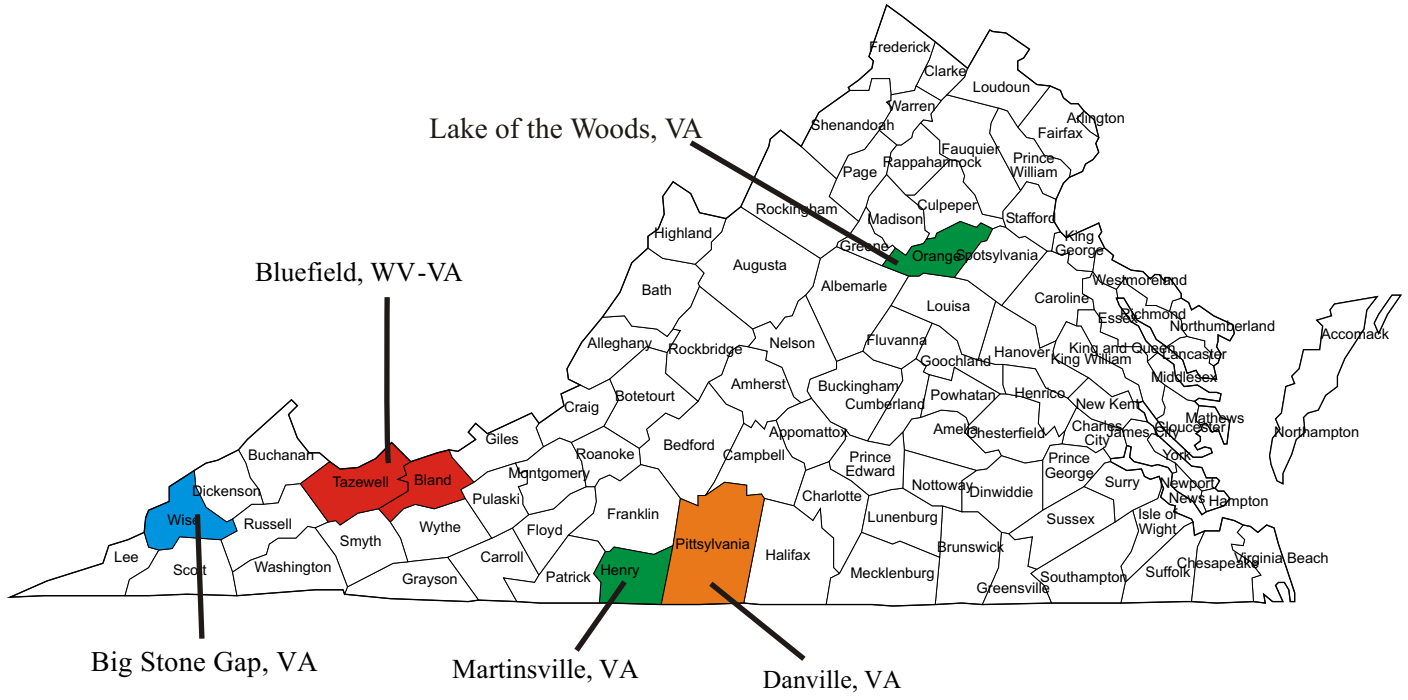 Frederick
Clarke
Loudoun
Warren
Shenandoah
Arlington
Fairfax
Lake of the Woods, VA
Fauquier
Rappahannock
Prince
William
Page
Culpeper
Rockingham
Madison
Stafford
Highland
Greene
King
George
Orange
Spotsylvania
Augusta
Bluefield, WV-VA
Westmoreland
Bath
Albemarle
Caroline
Louisa
Richmond
Essex
Northumberland
Accomack
Alleghany
Rockbridge
Nelson
Fluvanna
Goochland
Hanover
King and Queen
King William
Lancaster
Middlesex
Amherst
Buckingham
Cumberland
Powhatan
Henrico
Botetourt
Craig
New Kent
Mathews
Gloucester
Charles
City
James City
Northampton
Giles
Bedford
Appomattox
Amelia
Chesterfield
Buchanan
Roanoke
Campbell
York
Montgomery
Prince
Edward
Prince
George
Tazewell
Bland
Dickenson
Pulaski
Nottoway
Dinwiddie
Surry
Newport
News
Hampton
Charlotte
Wise
Russell
Wythe
Floyd
Franklin
Lunenburg
Sussex
Isle of
Wight
Smyth
Pittsylvania
Halifax
Brunswick
Lee
Scott
Washington
Carroll
Grayson
Patrick
Henry
Mecklenburg
Greensville
Southampton
Suffolk
Chesapeake
Virginia Beach
Big Stone Gap, VA
Martinsville, VA
Danville, VA